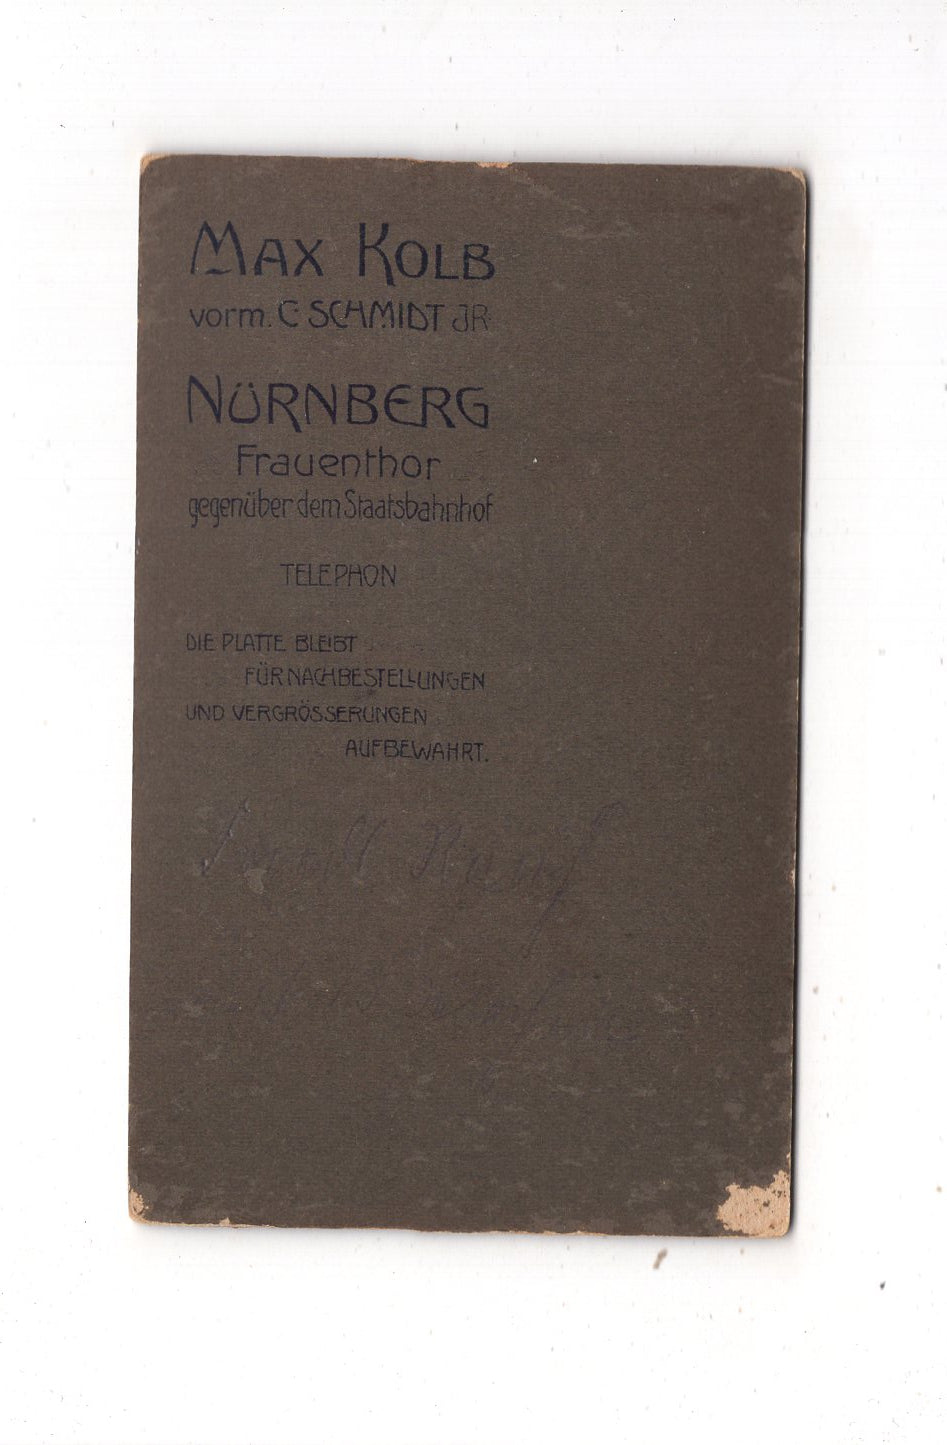 MAX KOLB
vorm. C. SCHMIDT JR
NÜRNBERG
Frauenthor
gegenüber dem Staatsbahnhof
TELEPHON
DIE PLATTE BLEIBT
FÜR NACHBESTELLUNGEN
UND VERGRÖSSERUNGEN
AUFBEWAHRT.